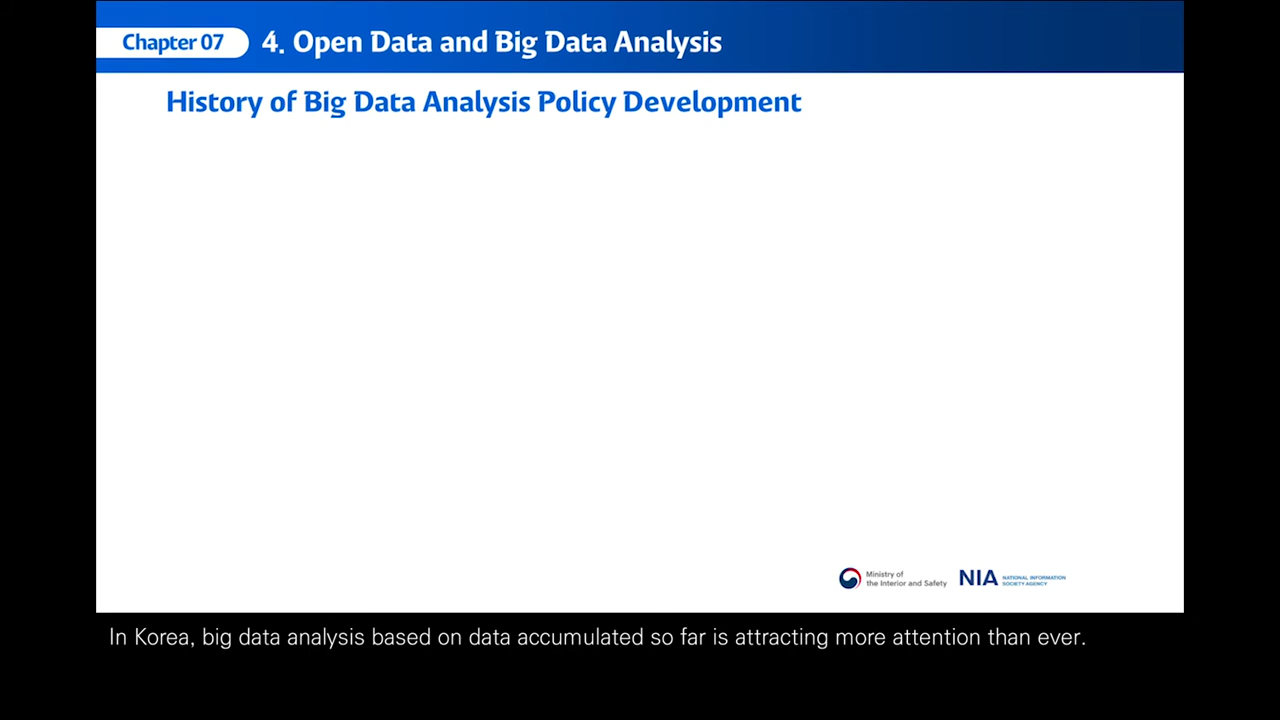 Chapter 07
4. Open Data and Big Data Analysis
History of Big Data Analysis Policy Development
Ministry of
the Interior and Safety
NIA
NATIONAL INFORMATION
SOCIETY AGENCY
In Korea, big data analysis based on data accumulated so far is attracting more attention than ever.